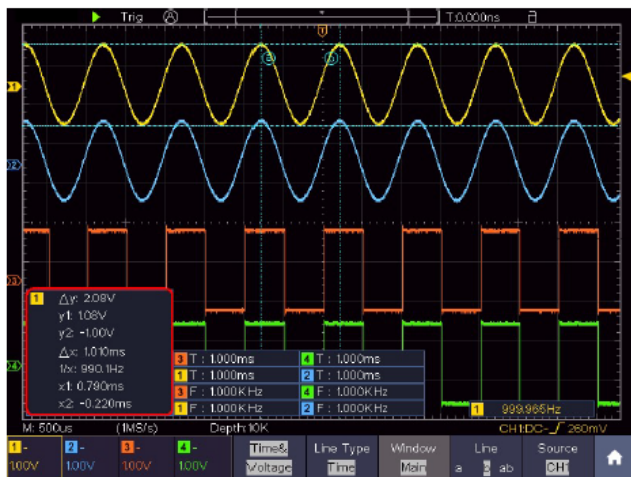 Trig A T:0.000ns
T
a b
1
2
3
1 Δy: 2.08V
y1: 1.08V
y2: -1.00V
Δx: 1.010ms
1/x: 990.1Hz
x1: 0.790ms
x2: -0.220ms
4
3 T : 1.000ms 4 T : 1.000ms
1 T : 1.000ms 2 T : 1.000ms
3 F : 1.000KHz 4 F : 1.000KHz
1 F : 1.000KHz 2 F : 1.000KHz
1 999.965Hz
M: 500us (1MS/s) Depth:10K CH1:DC- 260mV
1 - 2 - 3 - 4 - Time& Line Type Window Line Source
1.00V 1.00V 1.00V 1.00V Voltage Time Main a b ab CH1